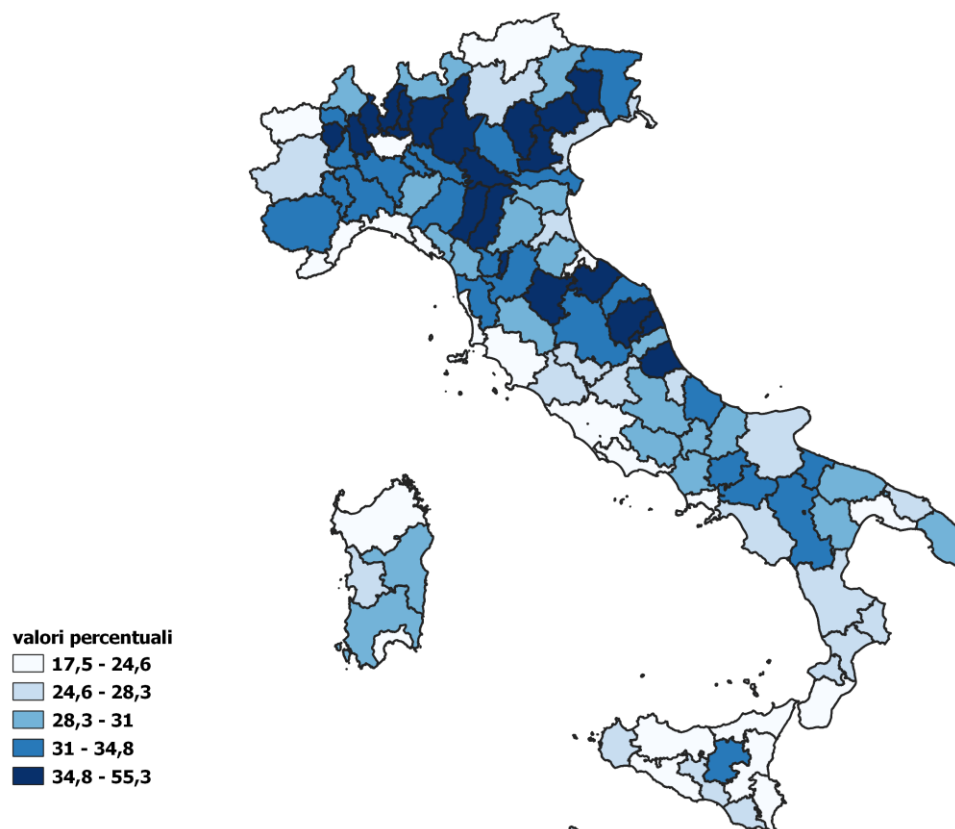 valori percentuali
17,5 - 24,6
24,6 - 28,3
28,3 - 31
31 - 34,8
34,8 - 55,3